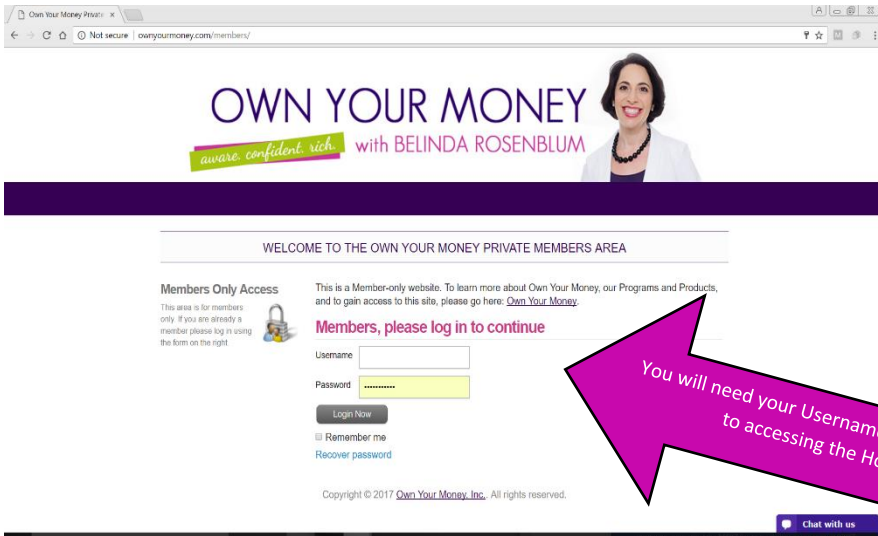 Own Your Money Private
Not secure | ownyourmoney.com/members/
OWN YOUR MONEY
aware. confident. rich.
with BELINDA ROSENBLUM
WELCOME TO THE OWN YOUR MONEY PRIVATE MEMBERS AREA
Members Only Access
This area is for members
only. If you are already a
member please log in using
the form on the right
This is a Member-only website. To learn more about Own Your Money, our Programs and Products,
and to gain access to this site, please go here: Own Your Money.
Members, please log in to continue
Username
Password
Login Now
Remember me
Recover password
You will need your Username
to accessing the
Copyright © 2017 Own Your Money, Inc.. All rights reserved.
Chat with us